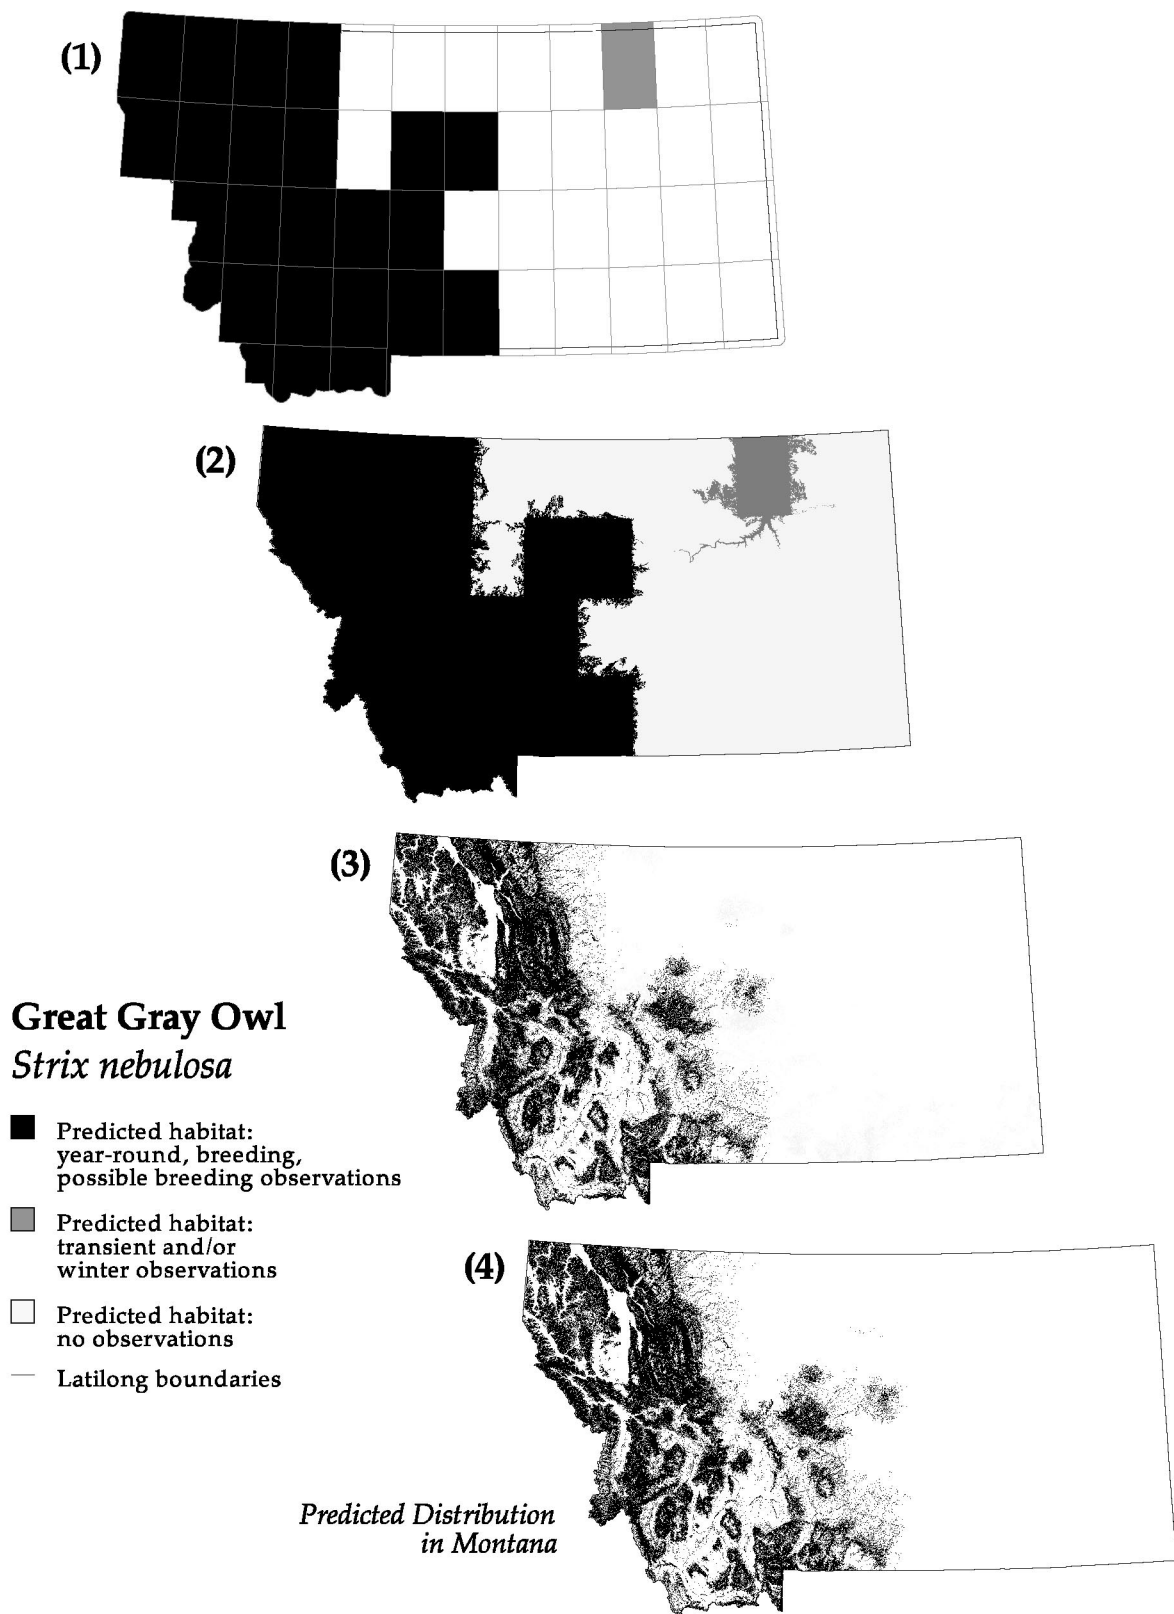 (1)
(2)
(3)
Great Gray Owl
Strix nebulosa
Predicted habitat:
year-round, breeding,
possible breeding observations
Predicted habitat:
transient and/or
winter observations
Predicted habitat:
no observations
Latilong boundaries
(4)
Predicted Distribution
in Montana